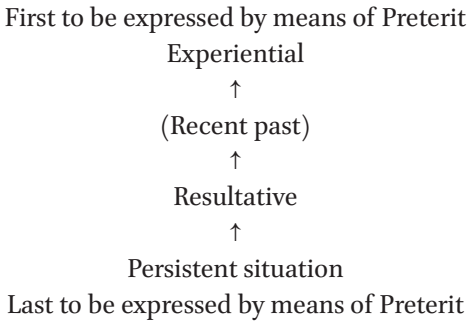 First to be expressed by means of Preterit
Experiential
↑
(Recent past)
↑
Resultative
↑
Persistent situation
Last to be expressed by means of Preterit